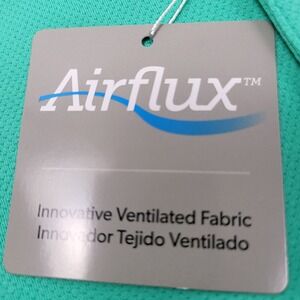 Airflux™
Innovative Ventilated Fabric
Innovador Tejido Ventilado